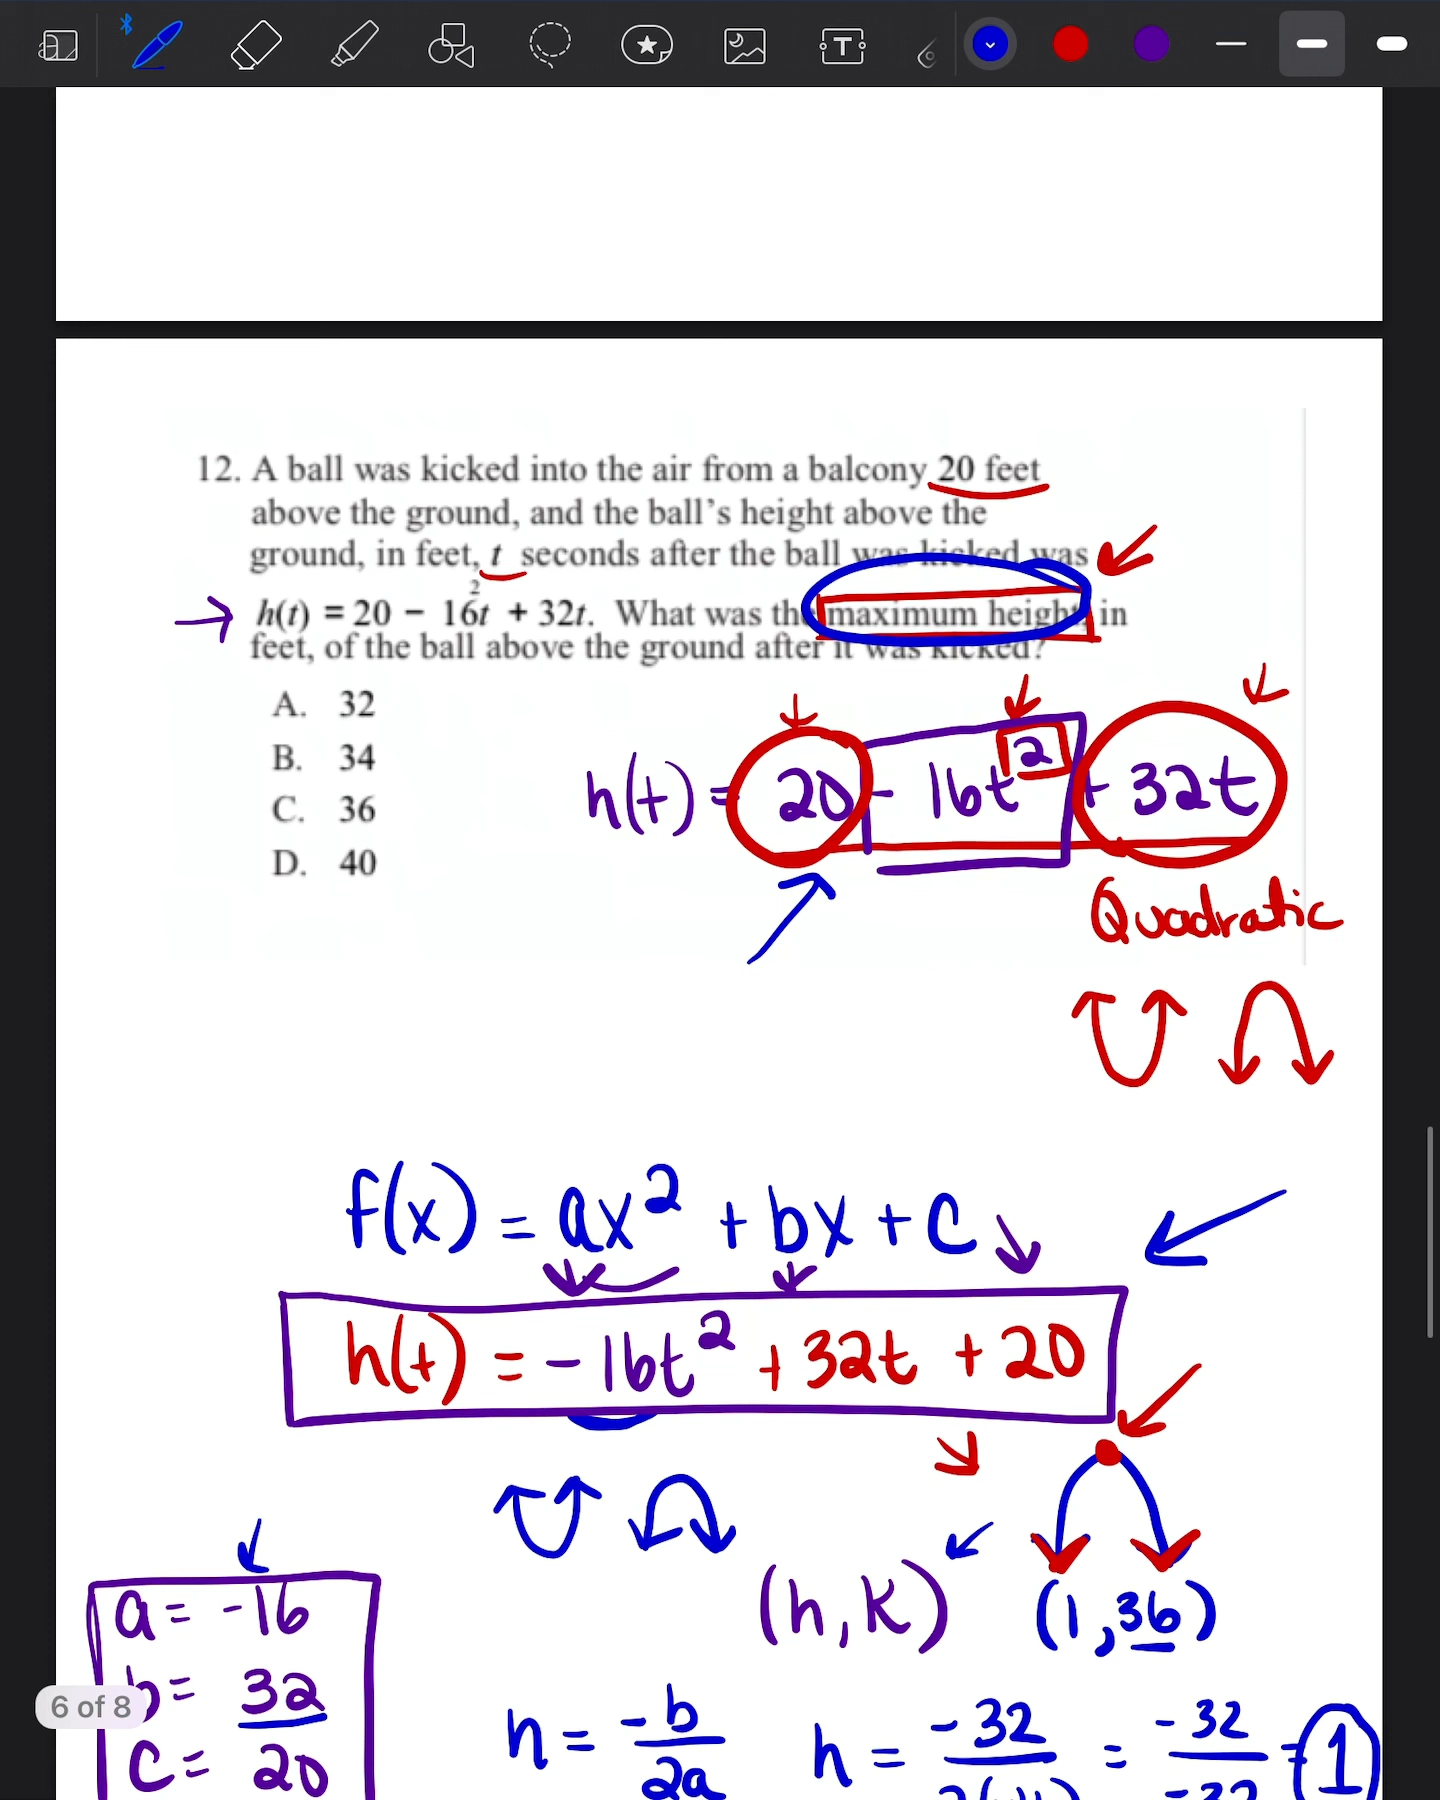 12. A ball was kicked into the air from a balcony 20 feet
above the ground, and the ball's height above the
ground, in feet, t seconds after the ball was kicked was
h(t) = 20 − 16t² + 32t. What was the maximum height, in
feet, of the ball above the ground after it was kicked?
A. 32
B. 34
C. 36
D. 40
h(t) = 20 - 16t² + 32t
Quadratic
f(x) = ax² + bx + c
h(t) = -16t² + 32t + 20
(h,k) (1,36)
a = -16
b = 32
c = 20
h = -b/2a h = -32/ = -32/-32 = 1
6 of 8